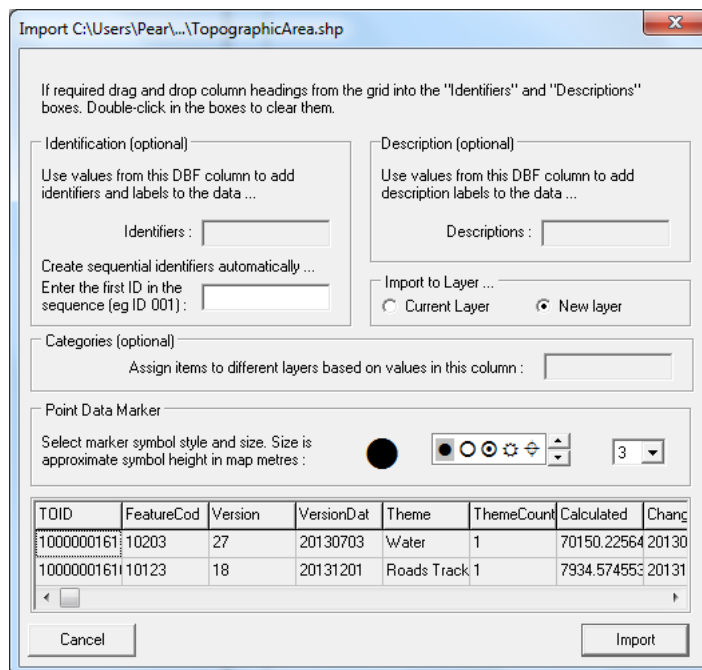 Import C:\Users\Pear\...\TopographicArea.shp
If required drag and drop column headings from the grid into the "Identifiers" and "Descriptions"
boxes. Double-click in the boxes to clear them.
Identification (optional)
Use values from this DBF column to add
identifiers and labels to the data ...
Identifiers :
Create sequential identifiers automatically ...
Enter the first ID in the
sequence (eg ID 001) :
Description (optional)
Use values from this DBF column to add
description labels to the data ...
Descriptions :
Import to Layer ...
Current Layer New layer
Categories (optional)
Assign items to different layers based on values in this column :
Point Data Marker
Select marker symbol style and size. Size is
approximate symbol height in map metres :
3
TOID FeatureCod Version VersionDat Theme ThemeCount Calculated Chang
1000000161 10203 27 20130703 Water 1 70150.22564 20130
1000000161 10123 18 20131201 Roads Track 1 7934.574553 20131
Cancel Import